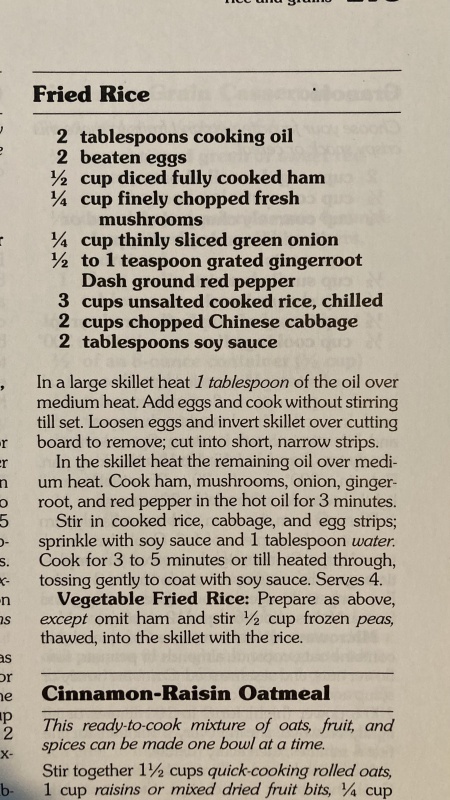 rice and grains
Fried Rice
2 tablespoons cooking oil
2 beaten eggs
½ cup diced fully cooked ham
¼ cup finely chopped fresh
mushrooms
¼ cup thinly sliced green onion
½ to 1 teaspoon grated gingerroot
Dash ground red pepper
3 cups unsalted cooked rice, chilled
2 cups chopped Chinese cabbage
2 tablespoons soy sauce
In a large skillet heat 1 tablespoon of the oil over
medium heat. Add eggs and cook without stirring
till set. Loosen eggs and invert skillet over cutting
board to remove; cut into short, narrow strips.
In the skillet heat the remaining oil over medi-
um heat. Cook ham, mushrooms, onion, ginger-
root, and red pepper in the hot oil for 3 minutes.
Stir in cooked rice, cabbage, and egg strips;
sprinkle with soy sauce and 1 tablespoon water.
Cook for 3 to 5 minutes or till heated through,
tossing gently to coat with soy sauce. Serves 4.
Vegetable Fried Rice: Prepare as above,
except omit ham and stir ½ cup frozen peas,
thawed, into the skillet with the rice.
Cinnamon-Raisin Oatmeal
This ready-to-cook mixture of oats, fruit, and
spices can be made one bowl at a time.
Stir together 1½ cups quick-cooking rolled oats,
1 cup raisins or mixed dried fruit bits, ¼ cup